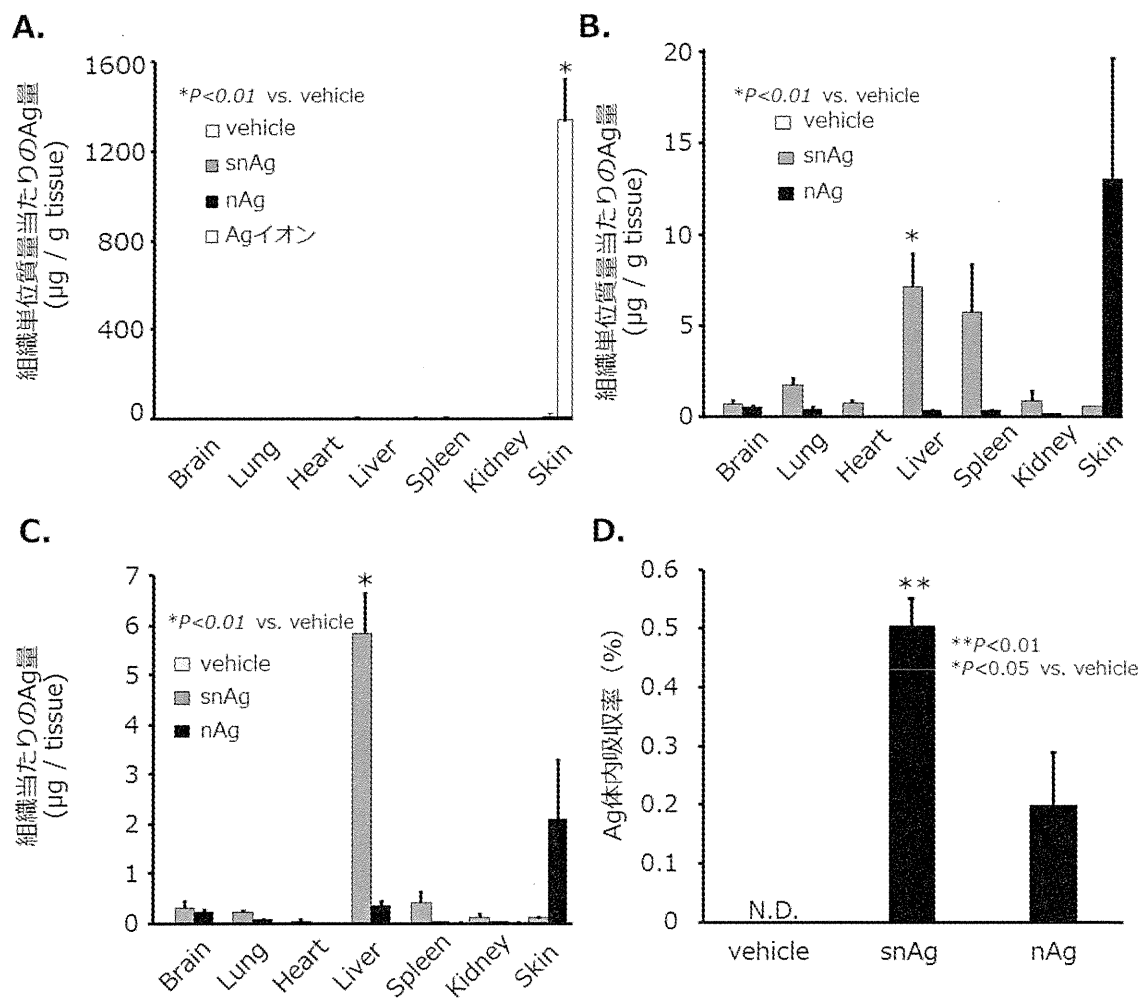 A.
組織単位質量当たりのAg量
(µg / g tissue)
1600
1200
800
400
0
*P<0.01 vs. vehicle
vehicle
snAg
nAg
Agイオン
*
Brain
Lung
Heart
Liver
Spleen
Kidney
Skin
B.
組織単位質量当たりのAg量
(µg / g tissue)
20
15
10
5
0
*P<0.01 vs. vehicle
vehicle
snAg
nAg
*
Brain
Lung
Heart
Liver
Spleen
Kidney
Skin
C.
組織当たりのAg量
(µg / tissue)
7
6
5
4
3
2
1
0
*P<0.01 vs. vehicle
vehicle
snAg
nAg
*
Brain
Lung
Heart
Liver
Spleen
Kidney
Skin
D.
Ag体内吸収率 (%)
0.6
0.5
0.4
0.3
0.2
0.1
0
**
**P<0.01
*P<0.05 vs. vehicle
N.D.
vehicle
snAg
nAg